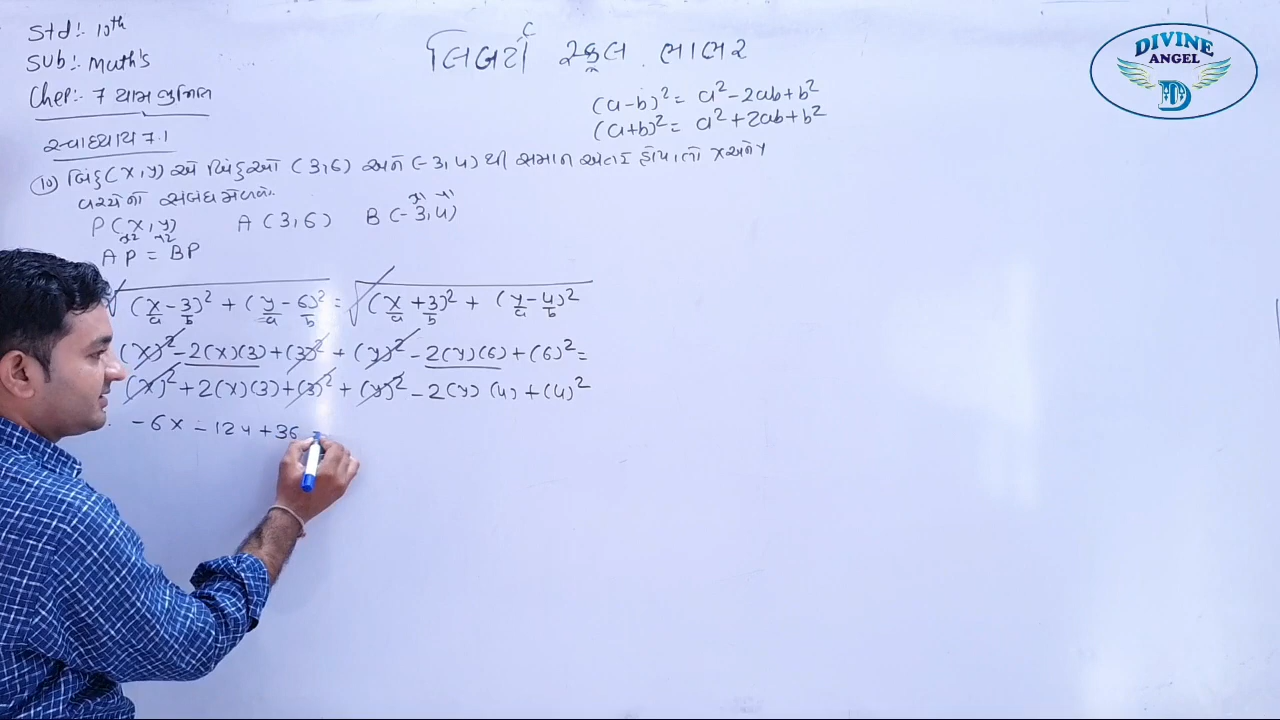 Std :- 10th
Sub :- Math's
Chep :- 7 યામ ભૂમિતિ
સ્વાધ્યાય 7.1
લિબર્ટી સ્કૂલ ભાભર
DIVINE
ANGEL
D
(a-b)² = a² - 2ab + b²
(a+b)² = a² + 2ab + b²
(10) બિંદુ (x, y) એ બિંદુઓ (3, 6) અને (-3, 4) થી સમાન અંતરે હોય, તો x અને y
વચ્ચેનો સંબંધ મેળવો.
P (x, y) A (3, 6) B (-3, 4)
x2 y2
AP = BP
√(x - 3)² + (y - 6)² = √(x + 3)² + (y - 4)²
a b a b a b a b
(x)² - 2(x)(3) + (3)² + (y)² - 2(y)(6) + (6)² =
(x)² + 2(x)(3) + (3)² + (y)² - 2(y)(4) + (4)²
-6x - 12y + 36